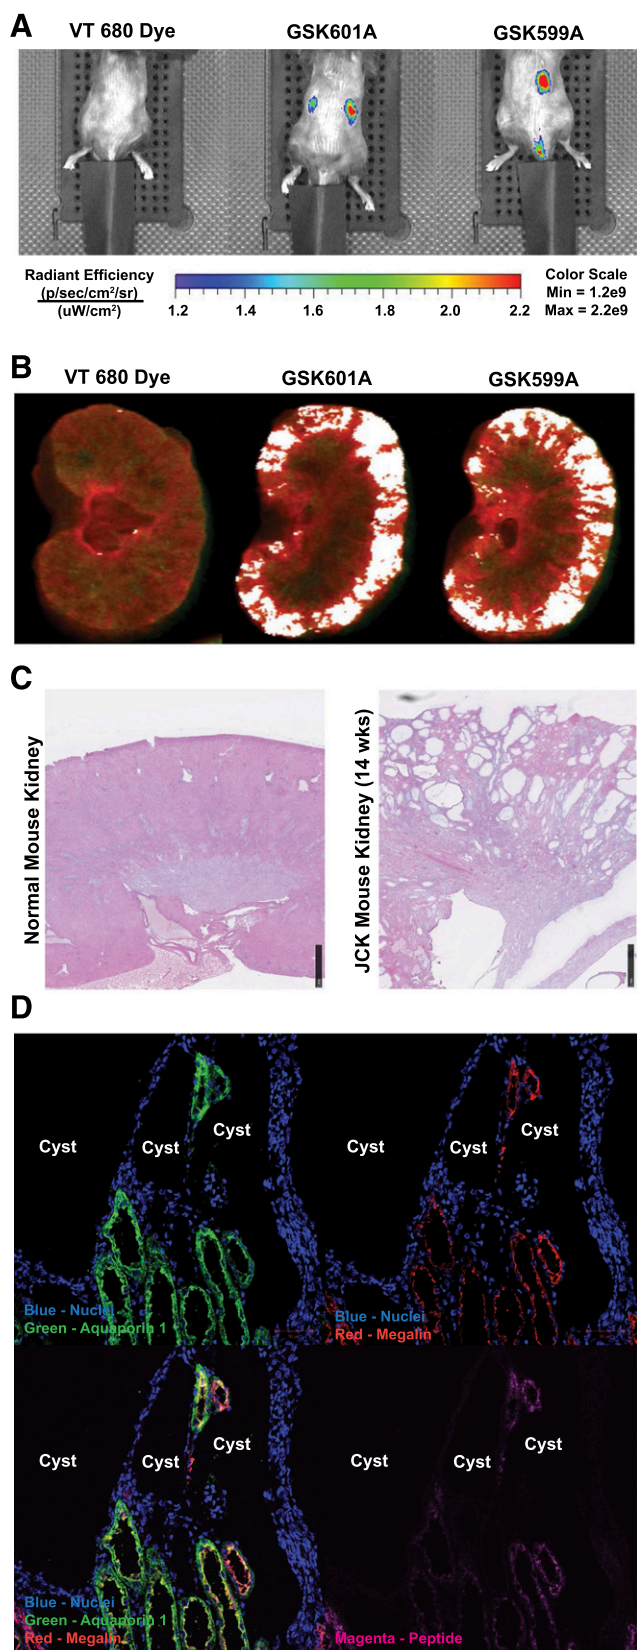 A
VT 680 Dye
GSK601A
GSK599A
Radiant Efficiency
(p/sec/cm²/sr)
(uW/cm²)
1.2 1.4 1.6 1.8 2.0 2.2
Color Scale
Min = 1.2e9
Max = 2.2e9
B
VT 680 Dye
GSK601A
GSK599A
C
Normal Mouse Kidney
JCK Mouse Kidney (14 wks)
D
Cyst
Cyst
Cyst
Blue - Nuclei
Green - Aquaporin 1
Cyst
Cyst
Cyst
Blue - Nuclei
Red - Megalin
Cyst
Cyst
Cyst
Blue - Nuclei
Green - Aquaporin 1
Red - Megalin
Cyst
Cyst
Cyst
Magenta - Peptide